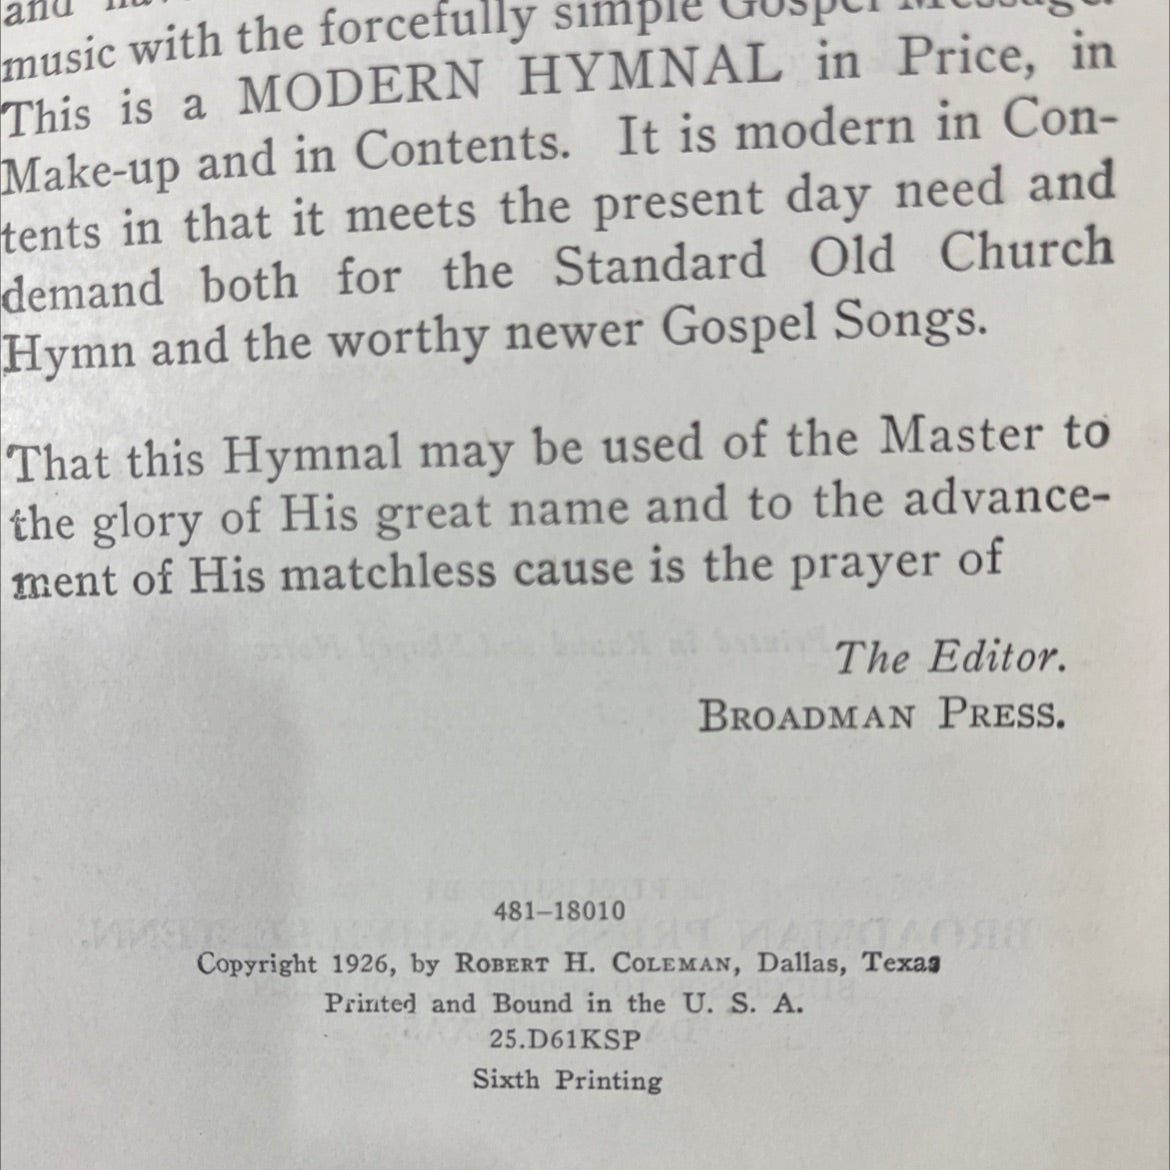 and
music with the forcefully simple Gospel Message.
This is a MODERN HYMNAL in Price, in
Make-up and in Contents. It is modern in Con-
tents in that it meets the present day need and
demand both for the Standard Old Church
Hymn and the worthy newer Gospel Songs.
That this Hymnal may be used of the Master to
the glory of His great name and to the advance-
ment of His matchless cause is the prayer of
The Editor.
BROADMAN PRESS.
481–18010
Copyright 1926, by ROBERT H. COLEMAN, Dallas, Texas
Printed and Bound in the U. S. A.
25.D61KSP
Sixth Printing